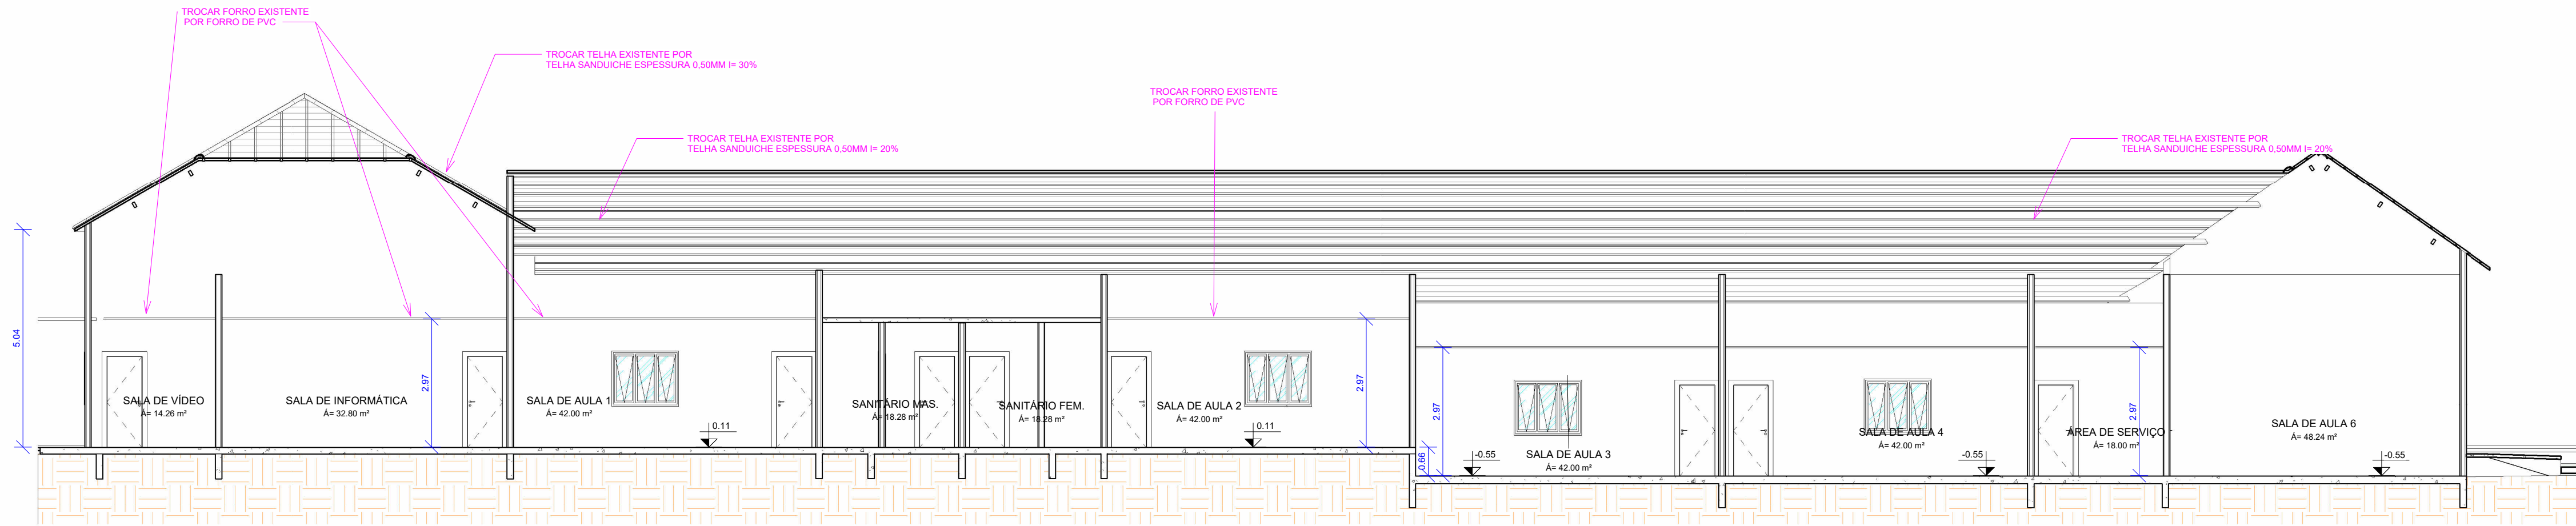 TROCAR FORRO EXISTENTE
POR FORRO DE PVC
TROCAR TELHA EXISTENTE POR
TELHA SANDUICHE ESPESSURA 0,50MM I= 30%
TROCAR FORRO EXISTENTE
POR FORRO DE PVC
TROCAR TELHA EXISTENTE POR
TELHA SANDUICHE ESPESSURA 0,50MM I= 20%
TROCAR TELHA EXISTENTE POR
TELHA SANDUICHE ESPESSURA 0,50MM I= 20%
5.04
SALA DE VÍDEO
Á= 14.26 m²
SALA DE INFORMÁTICA
Á= 32.80 m²
2.97
SALA DE AULA 1
Á= 42.00 m²
0.11
SANITÁRIO MAS.
Á= 18.28 m²
SANITÁRIO FEM.
Á= 18.28 m²
SALA DE AULA 2
Á= 42.00 m²
0.11
2.97
0.66
2.97
-0.55
SALA DE AULA 3
Á= 42.00 m²
SALA DE AULA 4
Á= 42.00 m²
-0.55
ÁREA DE SERVIÇO
Á= 18.00 m²
2.97
SALA DE AULA 6
Á= 48.24 m²
-0.55